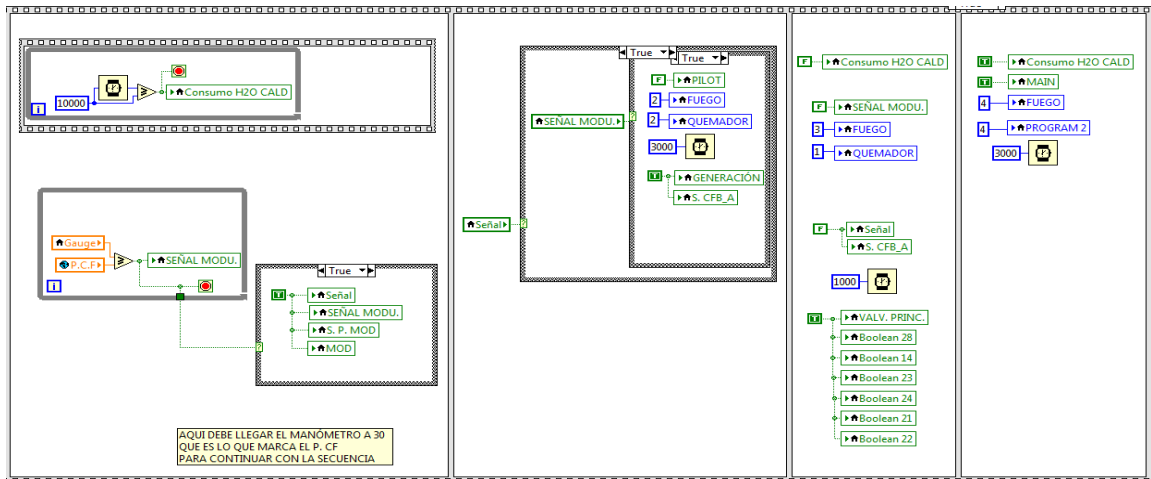 10000
i
Consumo H2O CALD
Gauge
P.C.F
SEÑAL MODU.
i
True
T
Señal
SEÑAL MODU.
S. P. MOD
MOD
?
AQUI DEBE LLEGAR EL MANÓMETRO A 30
QUE ES LO QUE MARCA EL P. CF
PARA CONTINUAR CON LA SECUENCIA
True
True
F
PILOT
2
FUEGO
SEÑAL MODU.
?
2
QUEMADOR
3000
T
GENERACIÓN
S. CFB_A
Señal
?
F
Consumo H2O CALD
F
SEÑAL MODU.
3
FUEGO
1
QUEMADOR
F
Señal
S. CFB_A
1000
T
VALV. PRINC.
Boolean 28
Boolean 14
Boolean 23
Boolean 24
Boolean 21
Boolean 22
T
Consumo H2O CALD
T
MAIN
4
FUEGO
4
PROGRAM 2
3000